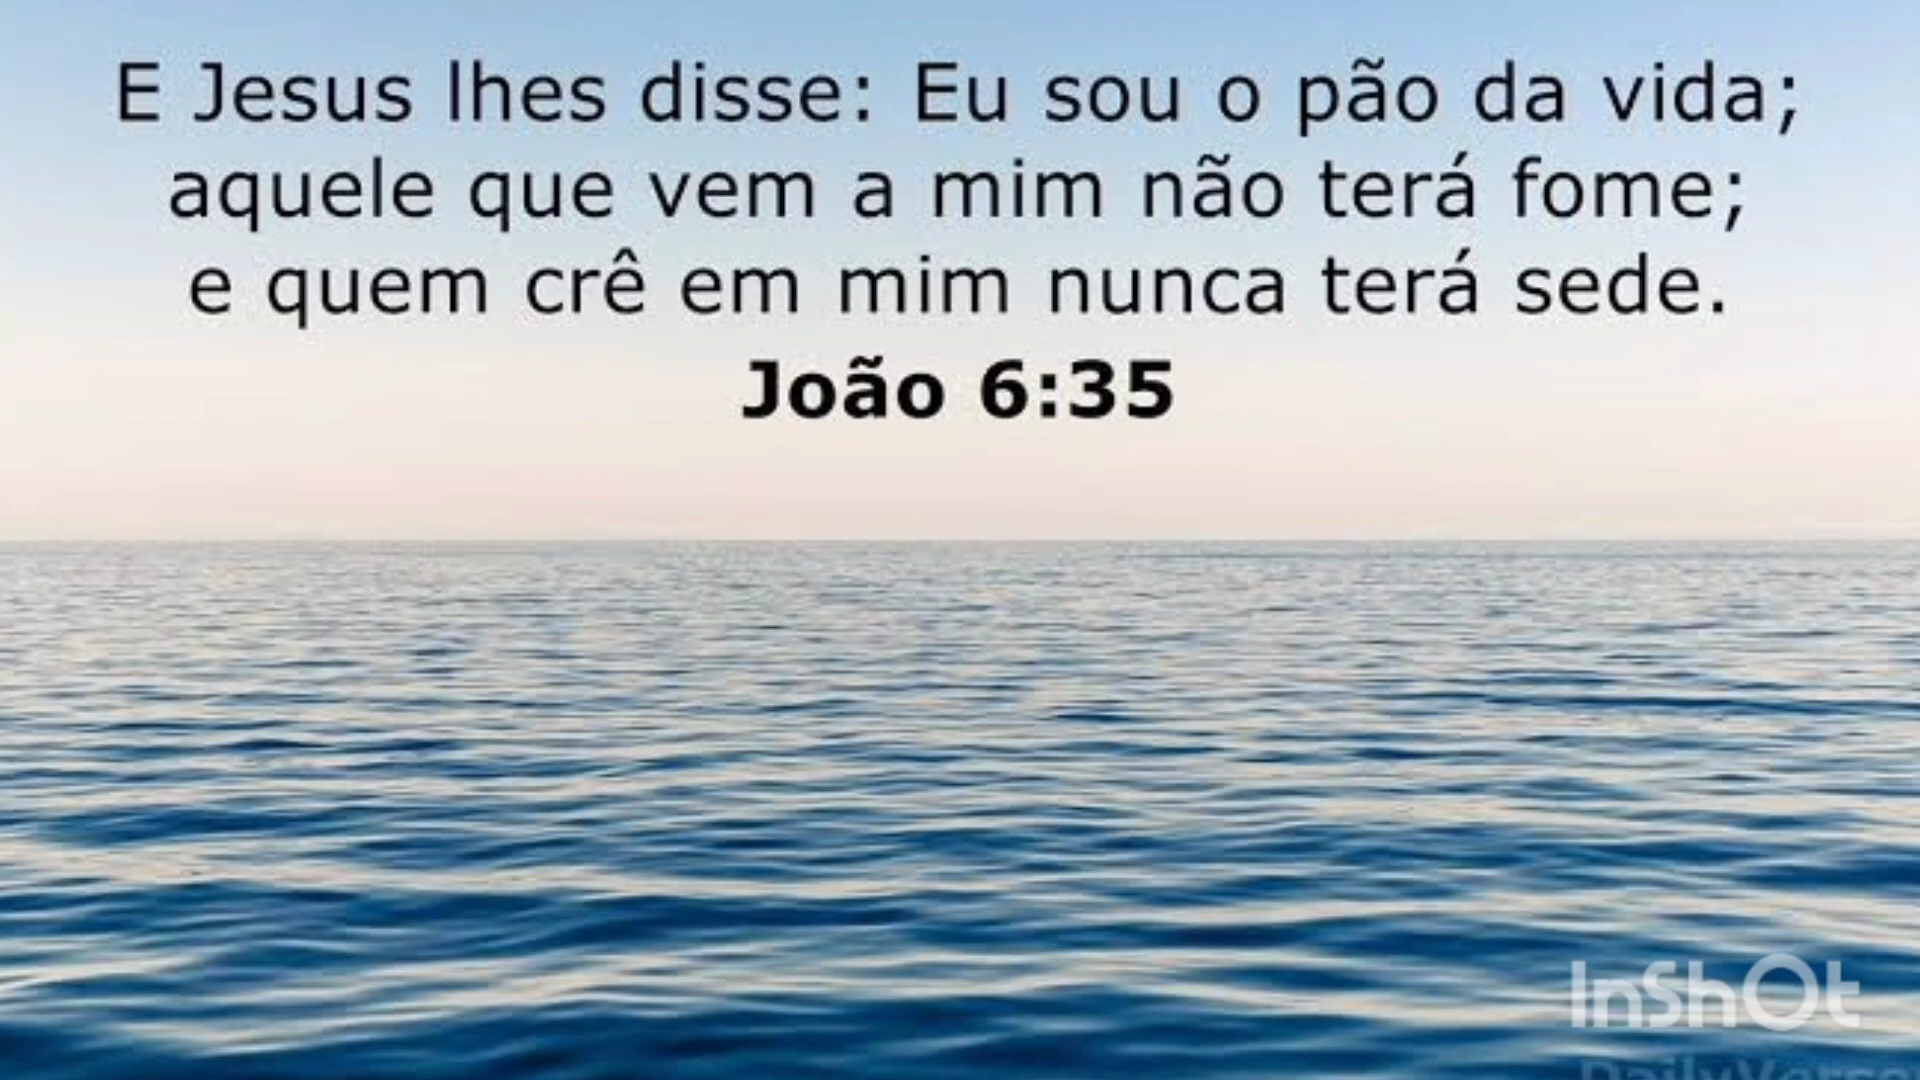 E Jesus lhes disse: Eu sou o pão da vida;
aquele que vem a mim não terá fome;
e quem crê em mim nunca terá sede.
João 6:35
InShOt